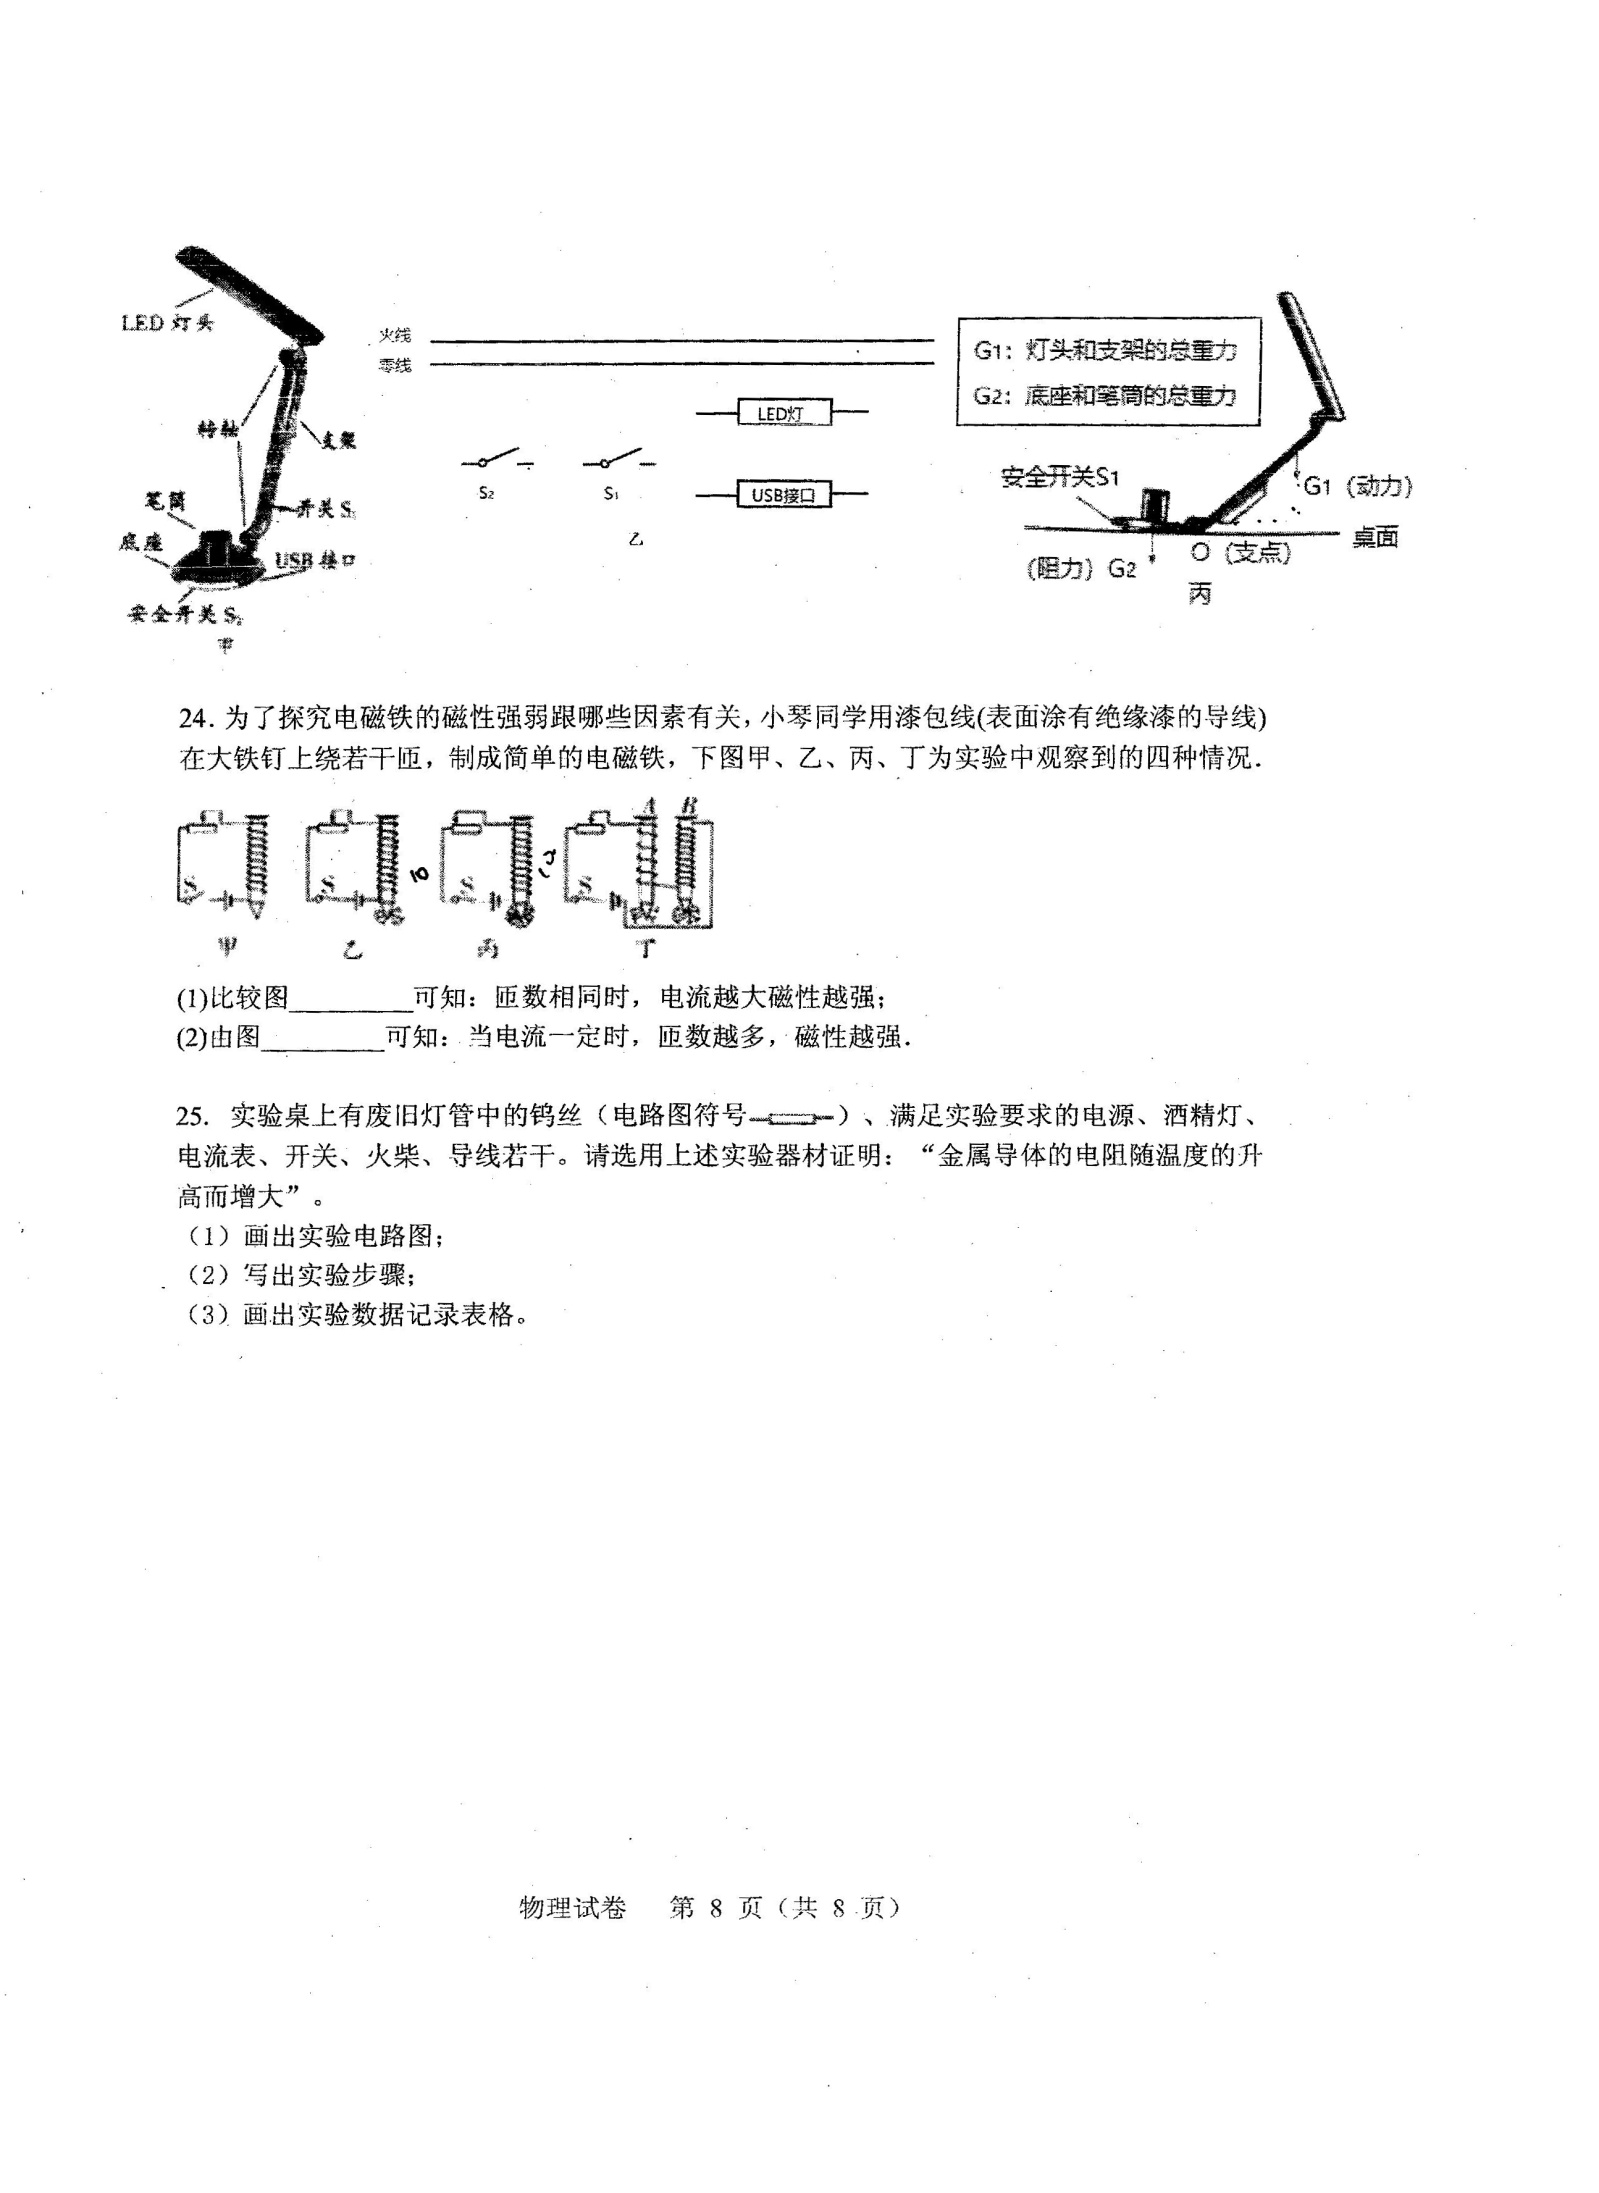 LED 灯头
转轴
支架
笔筒
开关 S
底座
USB 接口
安全开关 S₂
甲
火线
零线
LED灯
S₂
S₁
USB接口
乙
G1：灯头和支架的总重力
G2：底座和笔筒的总重力
安全开关S1
G1（动力）
桌面
O（支点）
（阻力）G2
丙
24. 为了探究电磁铁的磁性强弱跟哪些因素有关, 小琴同学用漆包线(表面涂有绝缘漆的导线)
在大铁钉上绕若干匝，制成简单的电磁铁，下图甲、乙、丙、丁为实验中观察到的四种情况.
A B
S S 10 S S
甲 乙 丙 丁
(1)比较图________可知：匝数相同时，电流越大磁性越强;
(2)由图________可知：当电流一定时，匝数越多，磁性越强.
25. 实验桌上有废旧灯管中的钨丝（电路图符号）、满足实验要求的电源、酒精灯、
电流表、开关、火柴、导线若干。请选用上述实验器材证明：“金属导体的电阻随温度的升
高而增大”。
（1）画出实验电路图;
（2）写出实验步骤;
（3）画出实验数据记录表格。
物理试卷 第 8 页（共 8 页）